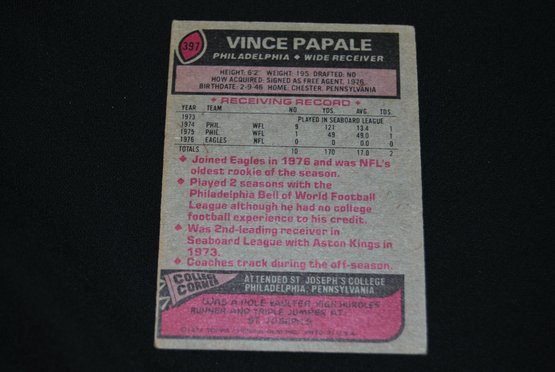 397
VINCE PAPALE
PHILADELPHIA ◆ WIDE RECEIVER
HEIGHT: 6'2" WEIGHT: 195 DRAFTED: NO
HOW ACQUIRED: SIGNED AS FREE AGENT, 1976
BIRTHDATE: 2-9-46 HOME: CHESTER, PENNSYLVANIA
◆ RECEIVING RECORD ◆
YEAR TEAM NO. YDS. AVG. TDS.
1973 PLAYED IN SEABOARD LEAGUE
1974 PHIL. WFL 9 121 13.4 1
1975 PHIL. WFL 1 49 49.0 1
1976 EAGLES NFL 0 0 0.0 0
TOTALS 10 170 17.0 2
◆ Joined Eagles in 1976 and was NFL's
oldest rookie of the season.
◆ Played 2 seasons with the
Philadelphia Bell of World Football
League although he had no college
football experience to his credit.
◆ Was 2nd-leading receiver in
Seaboard League with Aston Kings in
1973.
◆ Coaches track during the off-season.
COLLEGE
CORNER
ATTENDED ST. JOSEPH'S COLLEGE
PHILADELPHIA, PENNSYLVANIA.
WAS A POLE VAULTER, HIGH HURDLES
RUNNER AND TRIPLE JUMPER AT
ST. JOSEPH'S